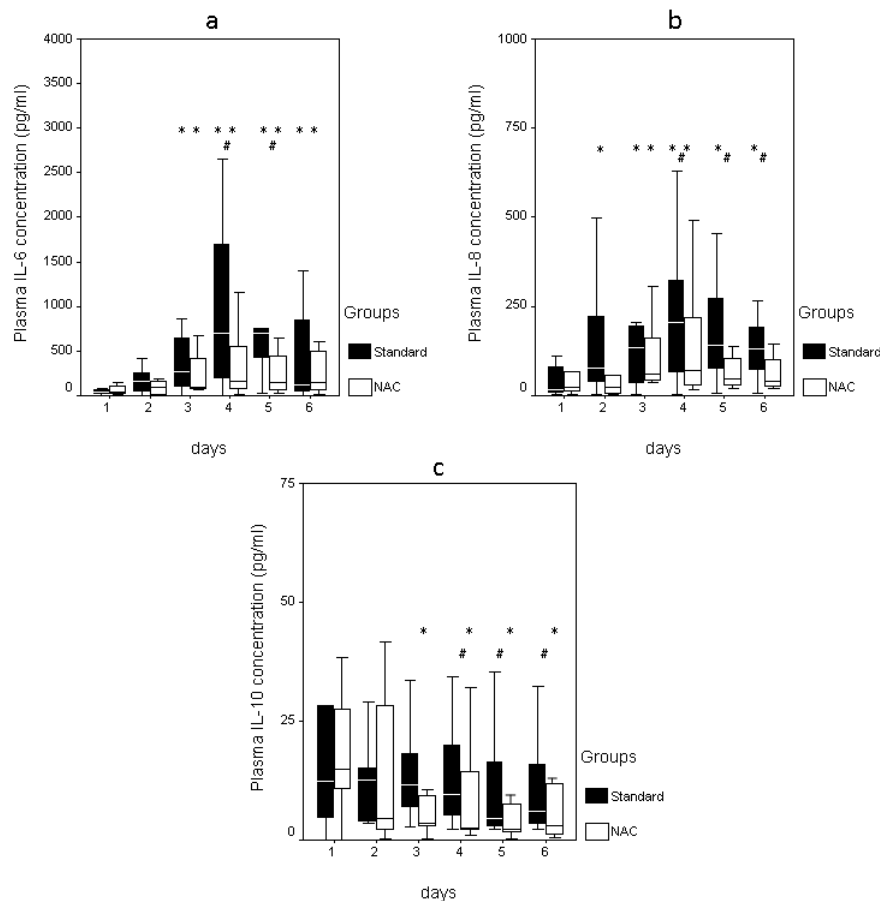 a
Plasma IL-6 concentration (pg/ml)
4000
3500
3000
2500
2000
1500
1000
500
0
* * * * * * * *
# #
1 2 3 4 5 6
days
Groups
Standard
NAC
b
Plasma IL-8 concentration (pg/ml)
1000
750
500
250
0
* * * * * * *
# # #
1 2 3 4 5 6
days
Groups
Standard
NAC
c
Plasma IL-10 concentration (pg/ml)
75
50
25
0
* * * *
# # #
1 2 3 4 5 6
days
Groups
Standard
NAC